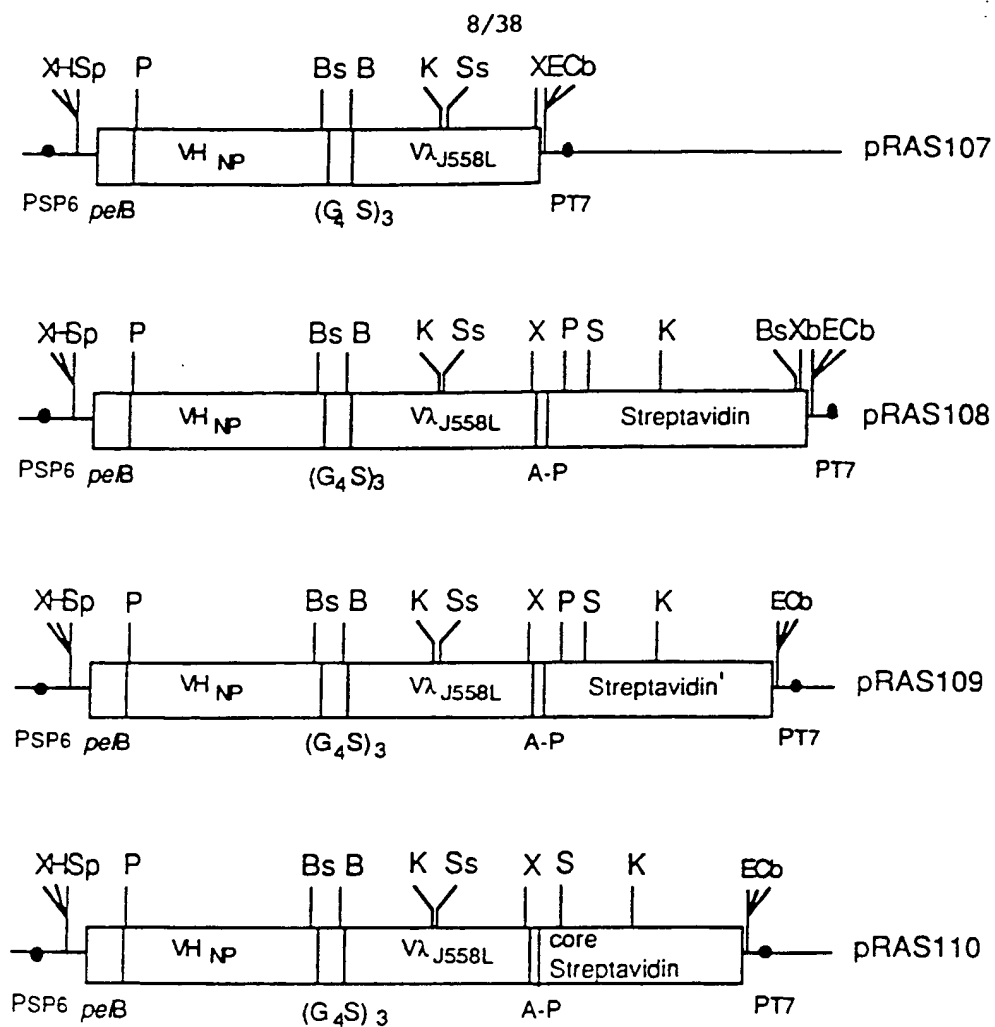 8/38
XHSp P Bs B K Ss XECb
VH NP Vλ J558L pRAS107
PSP6 pelB (G4 S)3 PT7
XHSp P Bs B K Ss X P S K BsXbECb
VH NP Vλ J558L Streptavidin pRAS108
PSP6 pelB (G4S)3 A-P PT7
XHSp P Bs B K Ss X P S K ECb
VH NP Vλ J558L Streptavidin' pRAS109
PSP6 pelB (G4S)3 A-P PT7
XHSp P Bs B K Ss X S K ECb
VH NP Vλ J558L core Streptavidin pRAS110
PSP6 pelB (G4S)3 A-P PT7